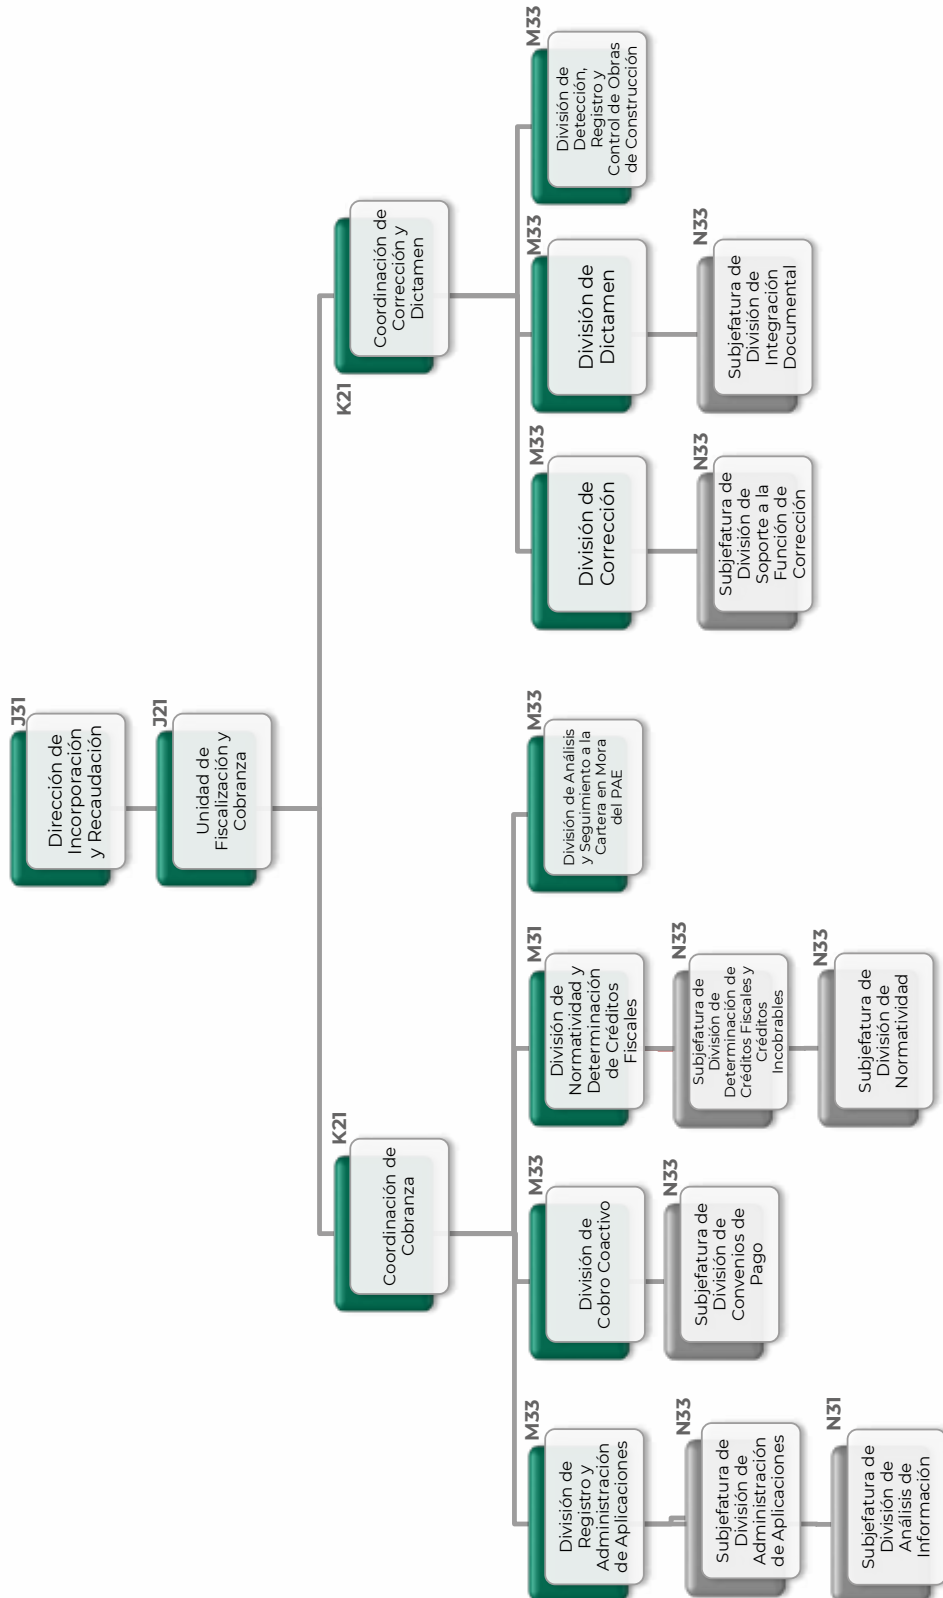 J31
Dirección de
Incorporación
y Recaudación
J21
Unidad de
Fiscalización y
Cobranza
K21
Coordinación de
Cobranza
K21
Coordinación de
Corrección y
Dictamen
M33
División de
Registro y
Administración
de Aplicaciones
M33
División de
Cobro Coactivo
M31
División de
Normatividad y
Determinación
de Créditos
Fiscales
M33
División de Análisis
y Seguimiento a la
Cartera en Mora
del PAE
M33
División de
Corrección
M33
División de
Dictamen
M33
División de
Detección,
Registro y
Control de Obras
de Construcción
N33
Subjefatura de
División de
Administración
de Aplicaciones
N33
Subjefatura de
División de
Convenios de
Pago
N33
Subjefatura de
División de
Determinación de
Créditos Fiscales y
Créditos
Incobrables
N33
Subjefatura de
División de
Soporte a la
Función de
Corrección
N33
Subjefatura de
División de
Integración
Documental
N31
Subjefatura de
División de
Análisis de
Información
N33
Subjefatura de
División de
Normatividad